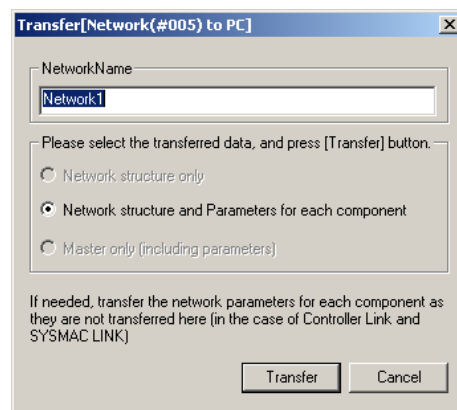 Transfer[Network(#005) to PC]
NetworkName
Network1
Please select the transferred data, and press [Transfer] button.
Network structure only
Network structure and Parameters for each component
Master only (including parameters)
If needed, transfer the network parameters for each component as
they are not transferred here (in the case of Controller Link and
SYSMAC LINK)
Transfer
Cancel